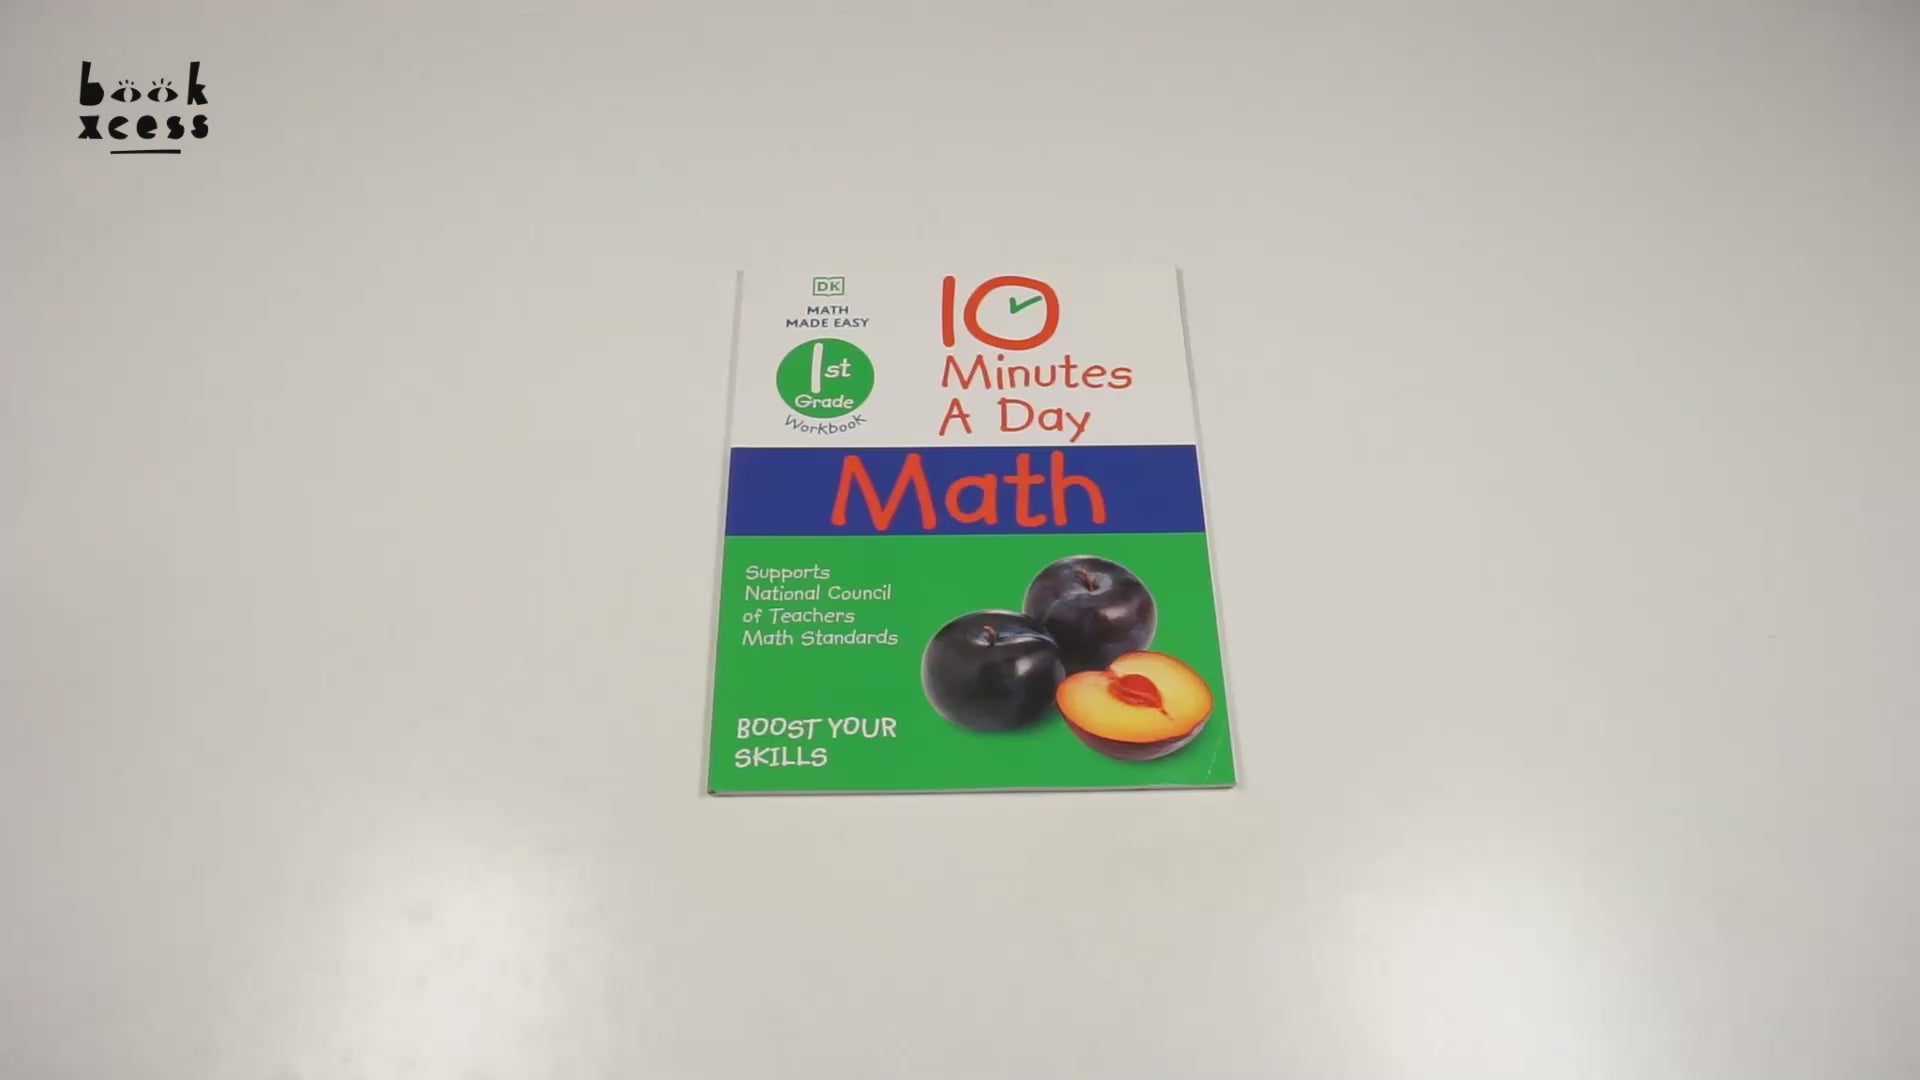 book
xcess
DK
MATH
MADE EASY
1st
Grade
Workbook
10
Minutes
A Day
Math
Supports
National Council
of Teachers
Math Standards
BOOST YOUR
SKILLS